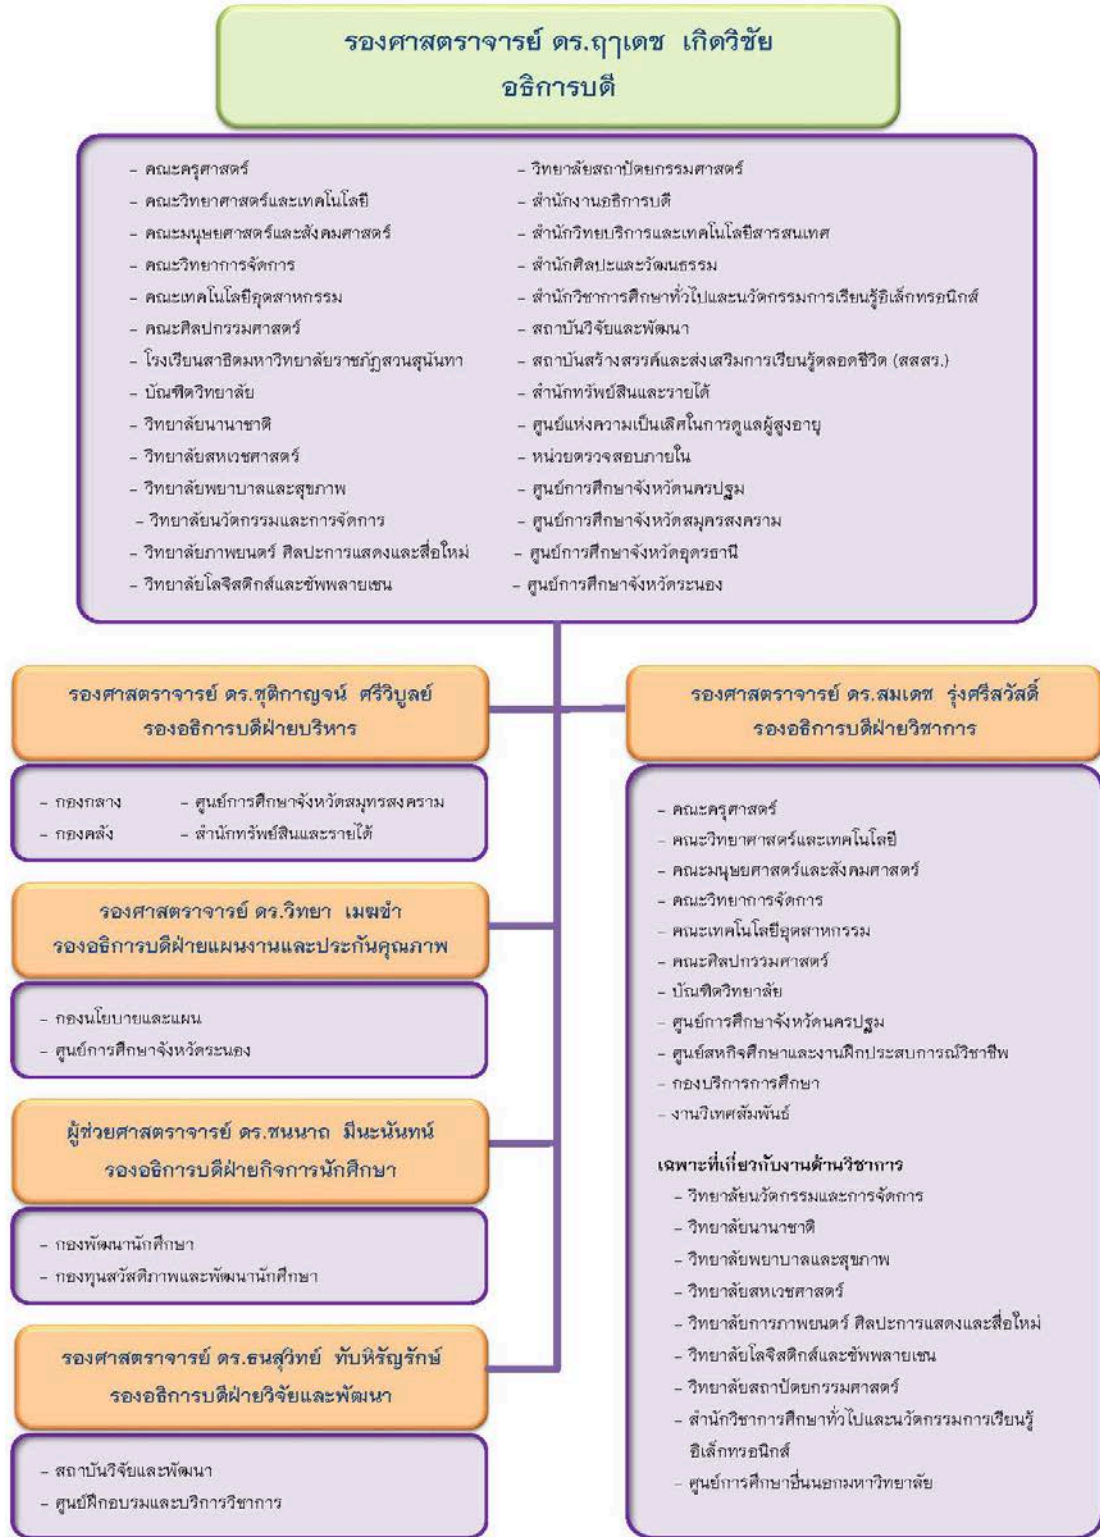 รองศาสตราจารย์ ดร.ฤๅเดช เกิดวิชัย
อธิการบดี
- คณะครุศาสตร์
- คณะวิทยาศาสตร์และเทคโนโลยี
- คณะมนุษยศาสตร์และสังคมศาสตร์
- คณะวิทยาการจัดการ
- คณะเทคโนโลยีอุตสาหกรรม
- คณะศิลปกรรมศาสตร์
- โรงเรียนสาธิตมหาวิทยาลัยราชภัฏสวนสุนันทา
- บัณฑิตวิทยาลัย
- วิทยาลัยนานาชาติ
- วิทยาลัยสหเวชศาสตร์
- วิทยาลัยพยาบาลและสุขภาพ
- วิทยาลัยนวัตกรรมและการจัดการ
- วิทยาลัยภาพยนตร์ ศิลปะการแสดงและสื่อใหม่
- วิทยาลัยโลจิสติกส์และซัพพลายเชน
- วิทยาลัยสถาปัตยกรรมศาสตร์
- สำนักงานอธิการบดี
- สำนักวิทยบริการและเทคโนโลยีสารสนเทศ
- สำนักศิลปะและวัฒนธรรม
- สำนักวิชาการศึกษาทั่วไปและนวัตกรรมการเรียนรู้อิเล็กทรอนิกส์
- สถาบันวิจัยและพัฒนา
- สถาบันสร้างสรรค์และส่งเสริมการเรียนรู้ตลอดชีวิต (สสสร.)
- สำนักทรัพย์สินและรายได้
- ศูนย์แห่งความเป็นเลิศในการดูแลผู้สูงอายุ
- หน่วยตรวจสอบภายใน
- ศูนย์การศึกษาจังหวัดนครปฐม
- ศูนย์การศึกษาจังหวัดสมุครสงคราม
- ศูนย์การศึกษาจังหวัดอุดรธานี
- ศูนย์การศึกษาจังหวัดระนอง
รองศาสตราจารย์ ดร.ชุติกาญจน์ ศรีวิบูลย์
รองอธิการบดีฝ่ายบริหาร
- กองกลาง - ศูนย์การศึกษาจังหวัดสมุทรสงคราม
- กองคลัง - สำนักทรัพย์สินและรายได้
รองศาสตราจารย์ ดร.วิทยา เมฆขำ
รองอธิการบดีฝ่ายแผนงานและประกันคุณภาพ
- กองนโยบายและแผน
- ศูนย์การศึกษาจังหวัดระนอง
ผู้ช่วยศาสตราจารย์ ดร.ชนนาถ มีนะนันทน์
รองอธิการบดีฝ่ายกิจการนักศึกษา
- กองพัฒนานักศึกษา
- กองทุนสวัสดิภาพและพัฒนานักศึกษา
รองศาสตราจารย์ ดร.ธนสุวิทย์ ทับหิรัญรักษ์
รองอธิการบดีฝ่ายวิจัยและพัฒนา
- สถาบันวิจัยและพัฒนา
- ศูนย์ฝึกอบรมและบริการวิชาการ
รองศาสตราจารย์ ดร.สมเดช รุ่งศรีสวัสดิ์
รองอธิการบดีฝ่ายวิชาการ
- คณะครุศาสตร์
- คณะวิทยาศาสตร์และเทคโนโลยี
- คณะมนุษยศาสตร์และสังคมศาสตร์
- คณะวิทยาการจัดการ
- คณะเทคโนโลยีอุตสาหกรรม
- คณะศิลปกรรมศาสตร์
- บัณฑิตวิทยาลัย
- ศูนย์การศึกษาจังหวัดนครปฐม
- ศูนย์สหกิจศึกษาและงานฝึกประสบการณ์วิชาชีพ
- กองบริการการศึกษา
- งานวิเทศสัมพันธ์
เฉพาะที่เกี่ยวกับงานด้านวิชาการ
- วิทยาลัยนวัตกรรมและการจัดการ
- วิทยาลัยนานาชาติ
- วิทยาลัยพยาบาลและสุขภาพ
- วิทยาลัยสหเวชศาสตร์
- วิทยาลัยการภาพยนตร์ ศิลปะการแสดงและสื่อใหม่
- วิทยาลัยโลจิสติกส์และซัพพลายเชน
- วิทยาลัยสถาปัตยกรรมศาสตร์
- สำนักวิชาการศึกษาทั่วไปและนวัตกรรมการเรียนรู้
อิเล็กทรอนิกส์
- ศูนย์การศึกษาอื่นนอกมหาวิทยาลัย